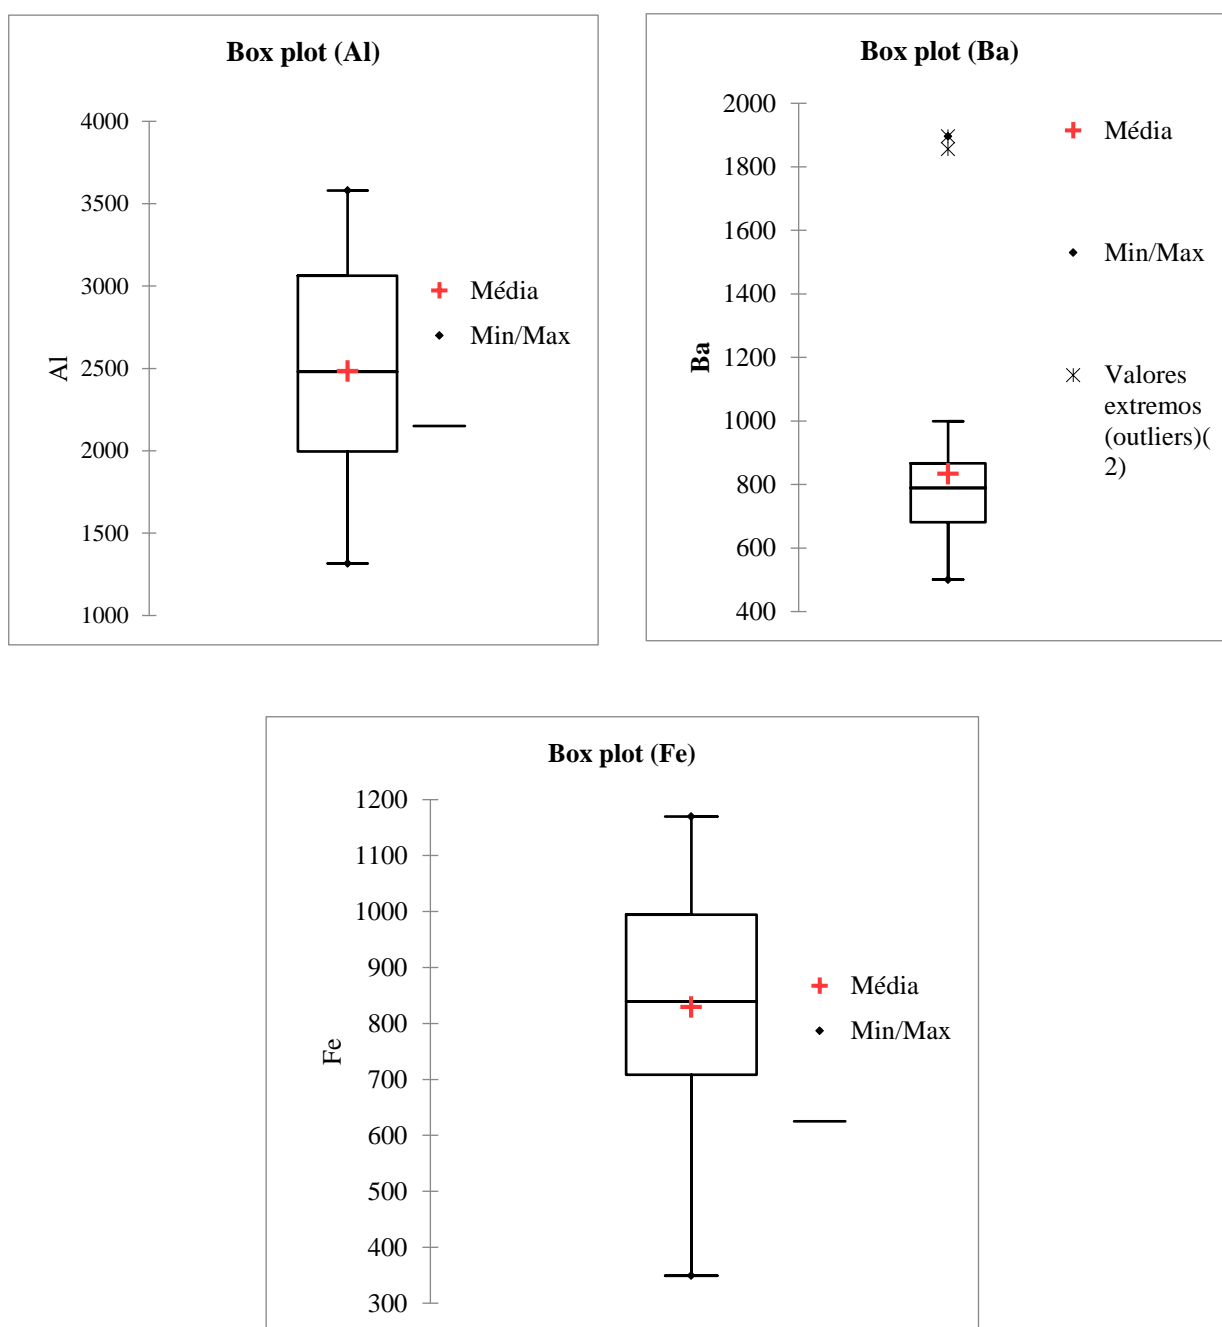 Box plot (Al)
4000
3500
3000
2500
2000
1500
1000
Al
Média
Min/Max
Box plot (Ba)
2000
1800
1600
1400
1200
1000
800
600
400
Ba
Média
Min/Max
Valores
extremos
(outliers)(
2)
Box plot (Fe)
1200
1100
1000
900
800
700
600
500
400
300
Fe
Média
Min/Max